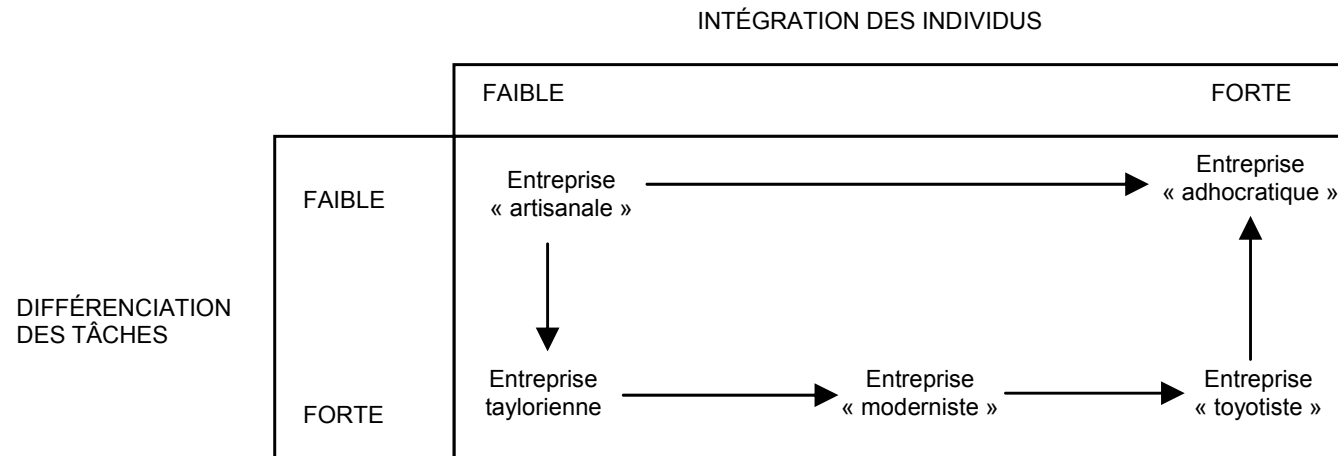 INTÉGRATION DES INDIVIDUS
FAIBLE
FORTE
FAIBLE
Entreprise
« artisanale »
Entreprise
« adhocratique »
DIFFÉRENCIATION
DES TÂCHES
FORTE
Entreprise
taylorienne
Entreprise
« moderniste »
Entreprise
« toyotiste »